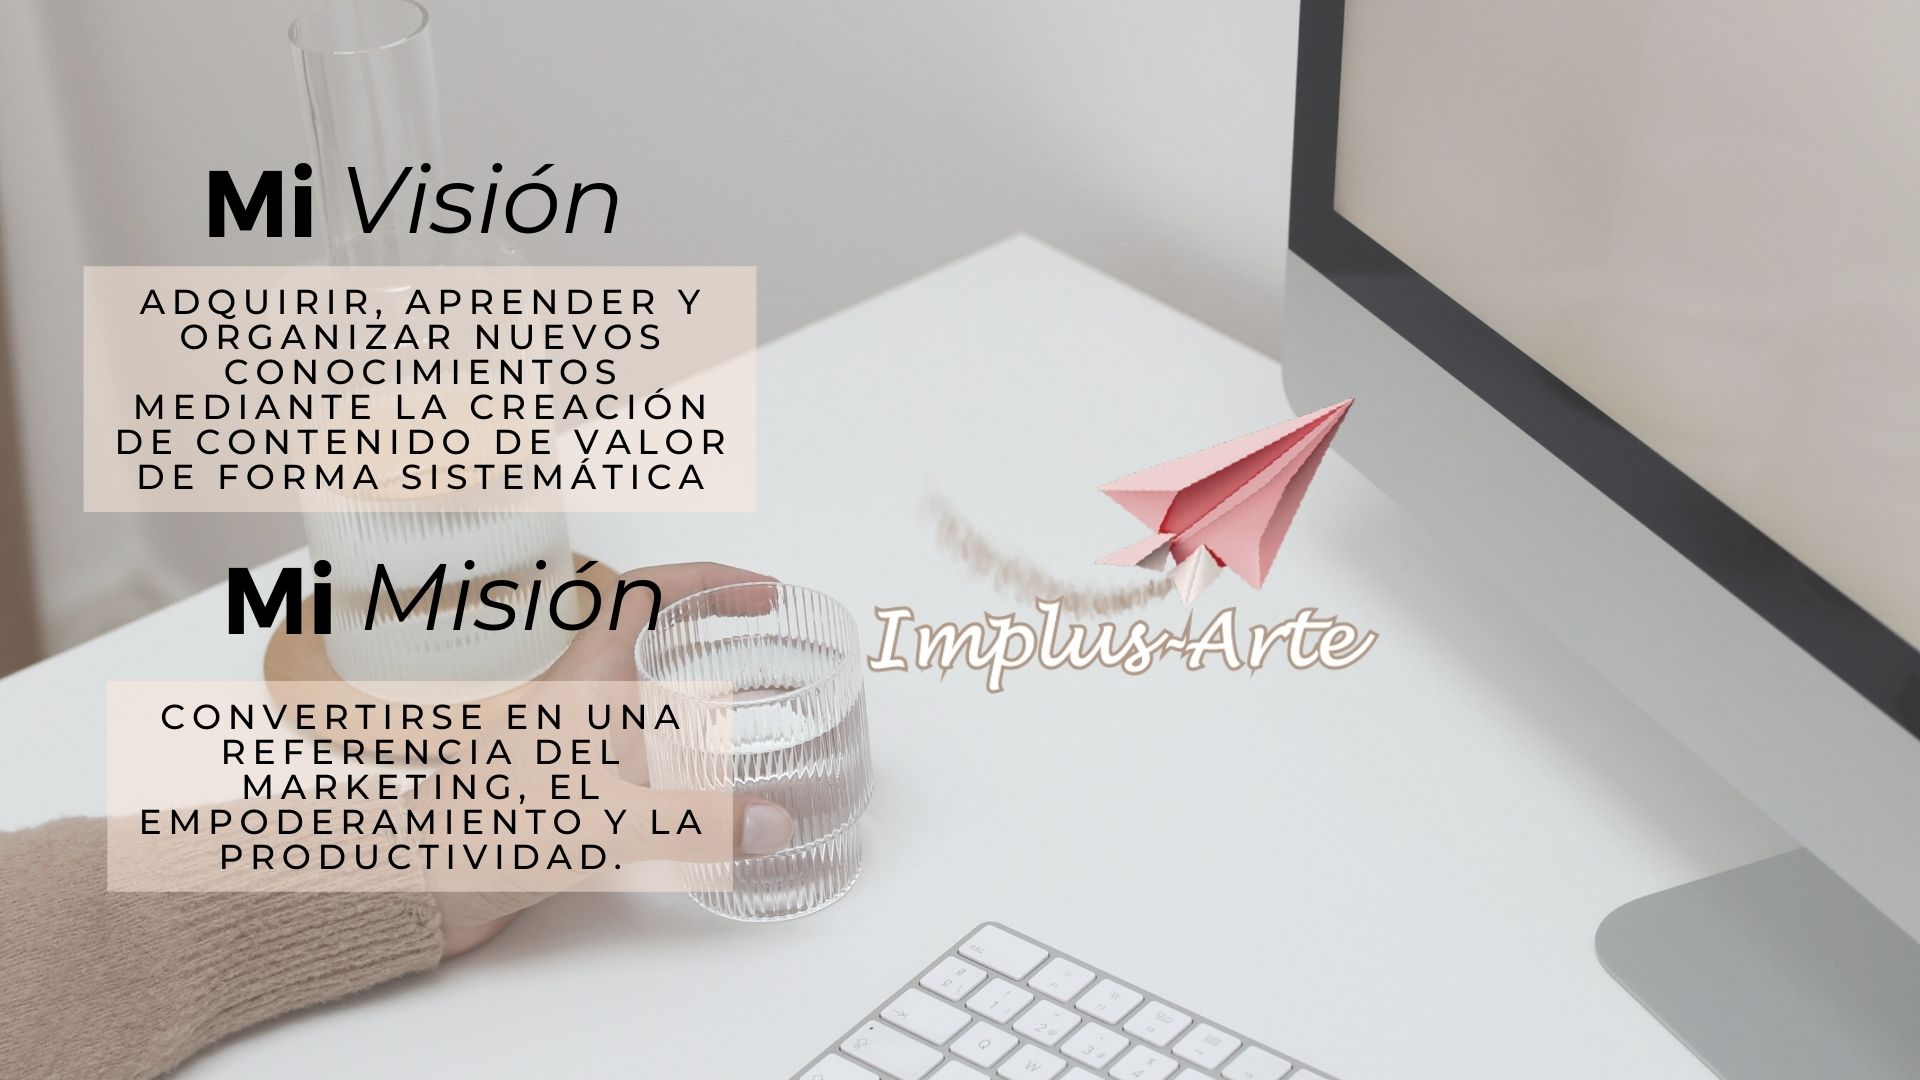 Mi Visión
ADQUIRIR, APRENDER Y
ORGANIZAR NUEVOS
CONOCIMIENTOS
MEDIANTE LA CREACIÓN
DE CONTENIDO DE VALOR
DE FORMA SISTEMÁTICA
Mi Misión
CONVERTIRSE EN UNA
REFERENCIA DEL
MARKETING, EL
EMPODERAMIENTO Y LA
PRODUCTIVIDAD.
Implus-Arte
esc
Q
W